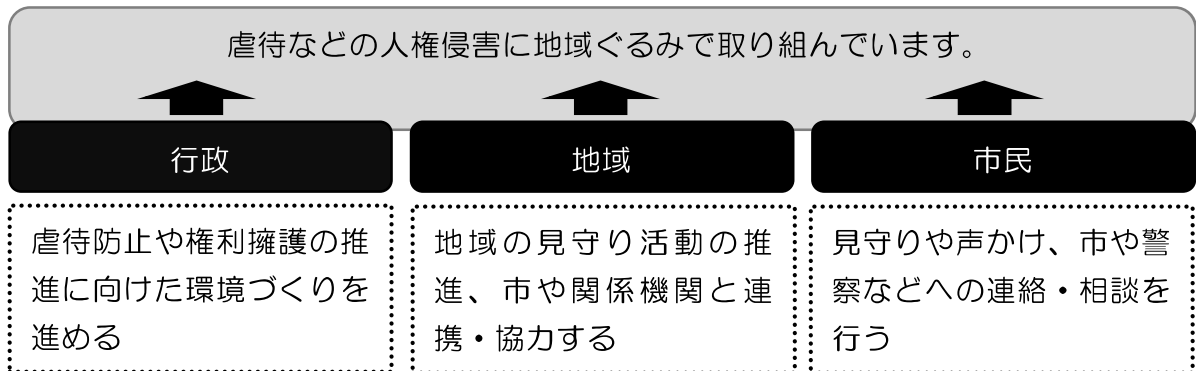 虐待などの人権侵害に地域ぐるみで取り組んでいます。
行政
地域
市民
虐待防止や権利擁護の推
進に向けた環境づくりを
進める
地域の見守り活動の推
進、市や関係機関と連
携・協力する
見守りや声かけ、市や警
察などへの連絡・相談を
行う